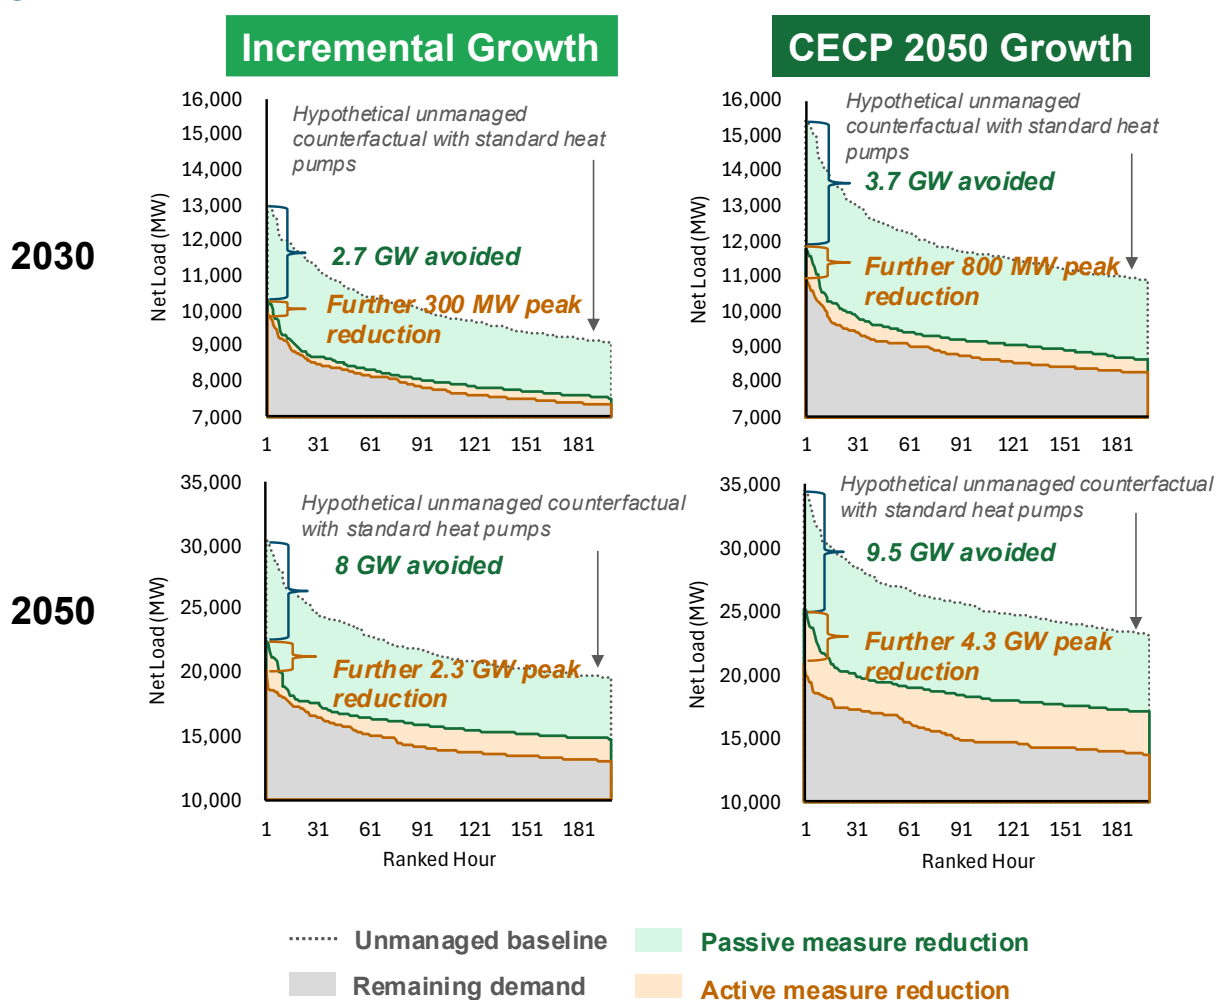 Incremental Growth
CECP 2050 Growth
2030
16,000
15,000
14,000
13,000
12,000
11,000
10,000
9,000
8,000
7,000
Net Load (MW)
Hypothetical unmanaged
counterfactual with standard heat
pumps
2.7 GW avoided
Further 300 MW peak
reduction
1 31 61 91 121 151 181
16,000
15,000
14,000
13,000
12,000
11,000
10,000
9,000
8,000
7,000
Net Load (MW)
Hypothetical unmanaged
counterfactual with standard heat
pumps
3.7 GW avoided
Further 800 MW peak
reduction
1 31 61 91 121 151 181
2050
35,000
30,000
25,000
20,000
15,000
10,000
Net Load (MW)
Hypothetical unmanaged counterfactual
with standard heat pumps
8 GW avoided
Further 2.3 GW peak
reduction
1 31 61 91 121 151 181
Ranked Hour
35,000
30,000
25,000
20,000
15,000
10,000
Net Load (MW)
Hypothetical unmanaged counterfactual
with standard heat pumps
9.5 GW avoided
Further 4.3 GW peak
reduction
1 31 61 91 121 151 181
Ranked Hour
Unmanaged baseline
Passive measure reduction
Remaining demand
Active measure reduction